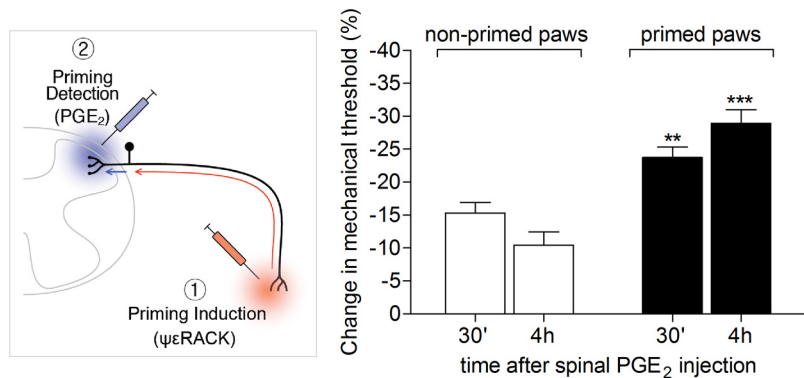 ②
Priming
Detection
(PGE₂)
①
Priming Induction
(ψεRACK)
Change in mechanical threshold (%)
-40
-35
-30
-25
-20
-15
-10
-5
0
non-primed paws
primed paws
**
***
30'
4h
30'
4h
time after spinal PGE₂ injection